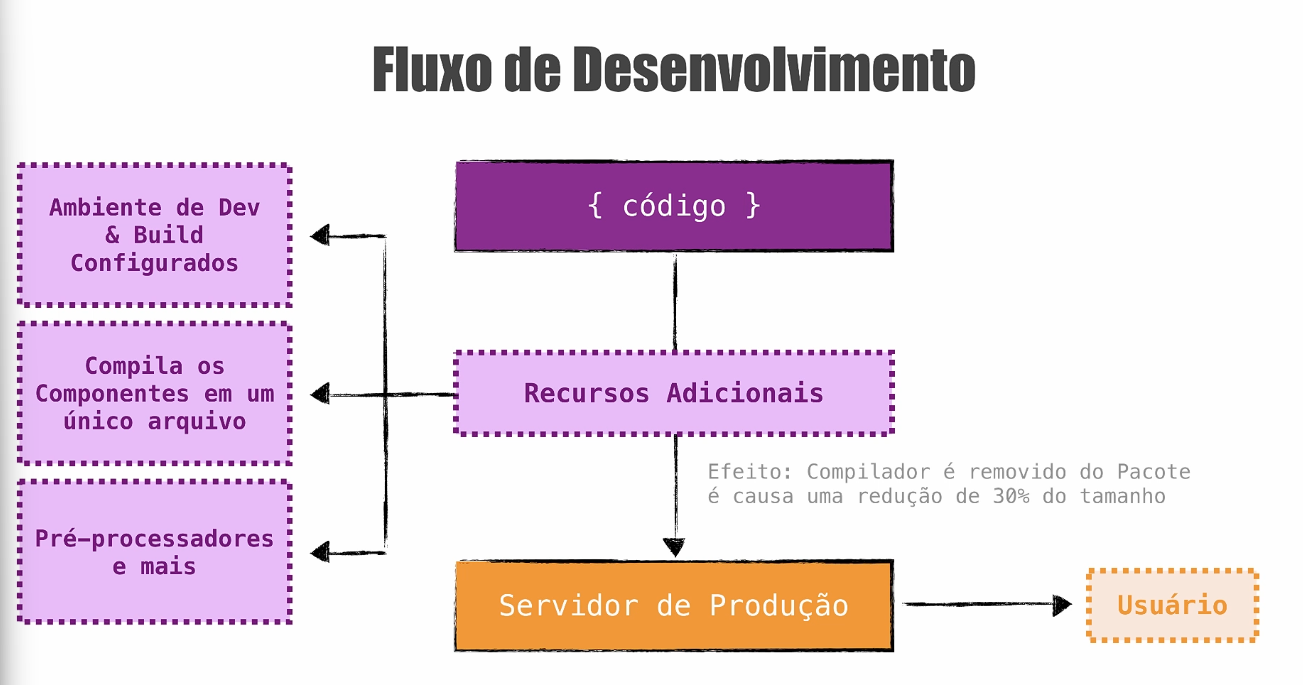 Fluxo de Desenvolvimento
{ código }
Ambiente de Dev
& Build
Configurados
Compila os
Componentes em um
único arquivo
Recursos Adicionais
Efeito: Compilador é removido do Pacote
é causa uma redução de 30% do tamanho
Pré-processadores
e mais
Servidor de Produção
Usuário